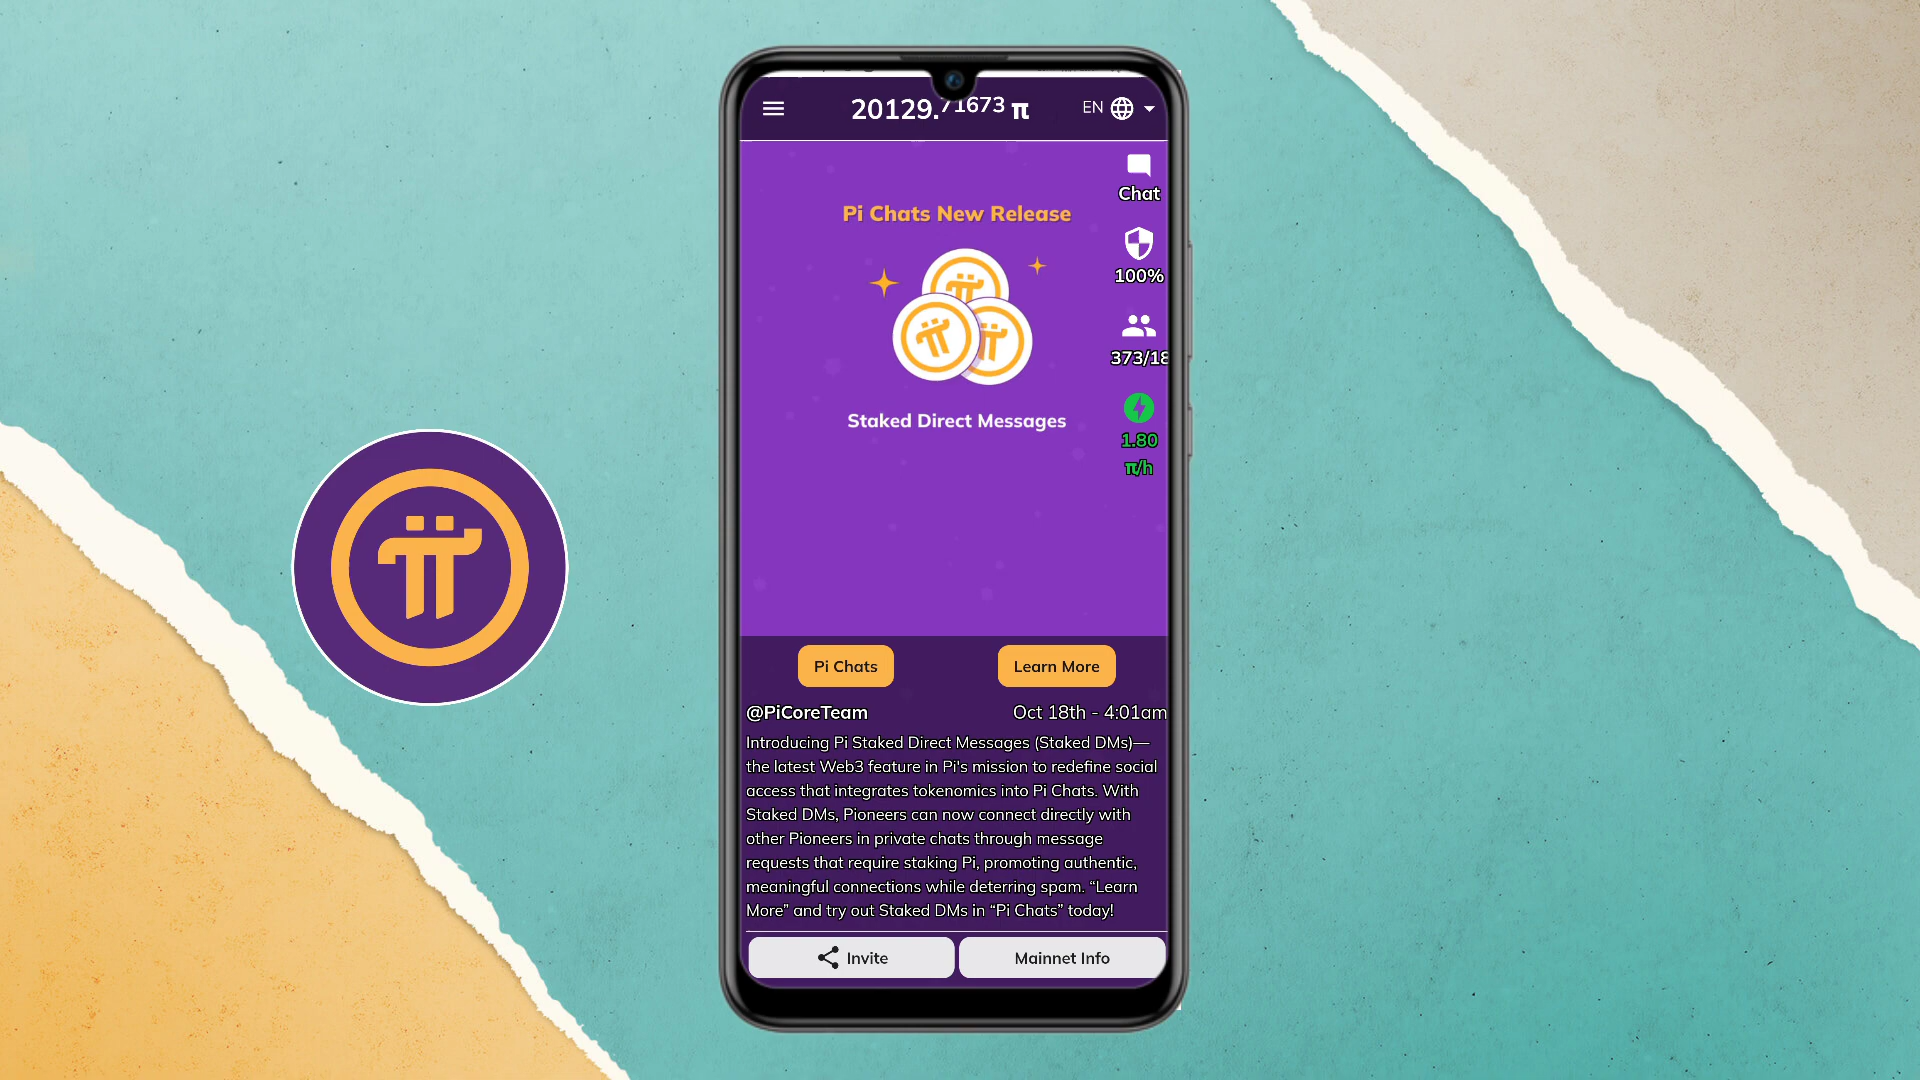 20129.71673 π
EN
Chat
Pi Chats New Release
100%
373/18
Staked Direct Messages
1.80
π/h
Pi Chats
Learn More
@PiCoreTeam
Oct 18th - 4:01am
Introducing Pi Staked Direct Messages (Staked DMs)—
the latest Web3 feature in Pi's mission to redefine social
access that integrates tokenomics into Pi Chats. With
Staked DMs, Pioneers can now connect directly with
other Pioneers in private chats through message
requests that require staking Pi, promoting authentic,
meaningful connections while deterring spam. “Learn
More” and try out Staked DMs in “Pi Chats” today!
Invite
Mainnet Info